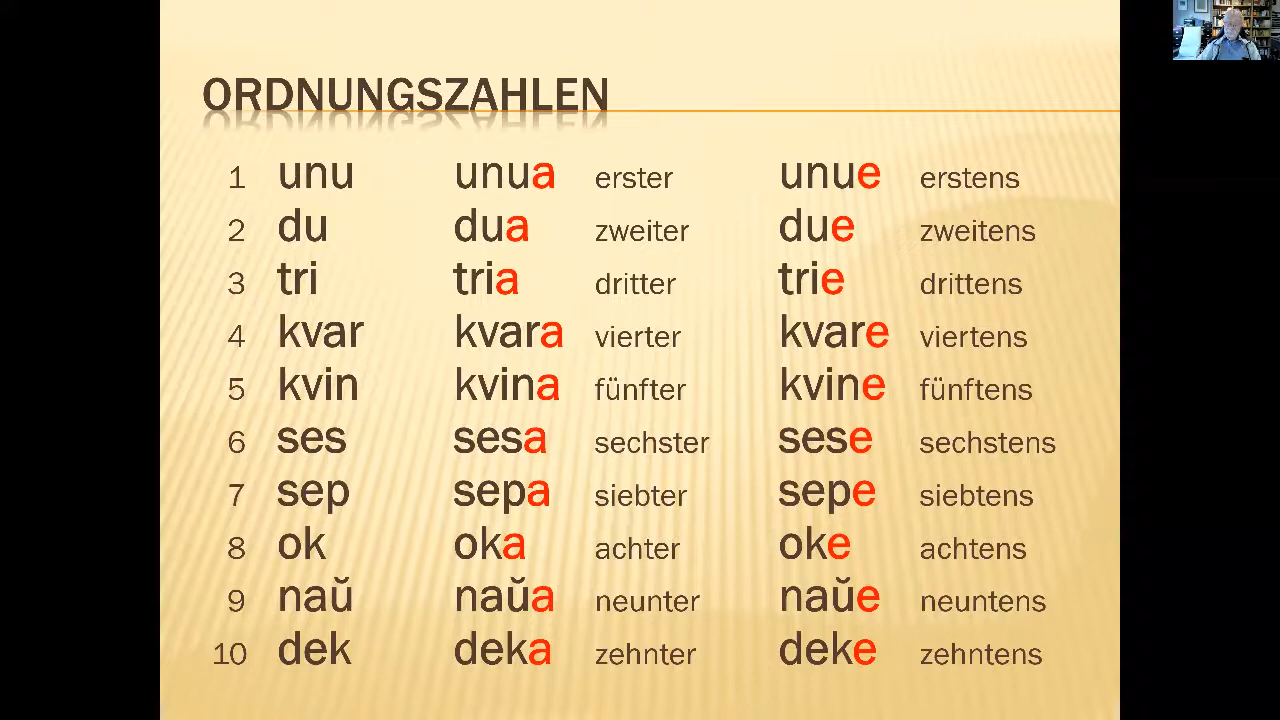 ORDNUNGSZAHLEN
1 unu unua erster unue erstens
2 du dua zweiter due zweitens
3 tri tria dritter trie drittens
4 kvar kvara vierter kvare viertens
5 kvin kvina fünfter kvine fünftens
6 ses sesa sechster sese sechstens
7 sep sepa siebter sepe siebtens
8 ok oka achter oke achtens
9 naŭ naŭa neunter naŭe neuntens
10 dek deka zehnter deke zehntens